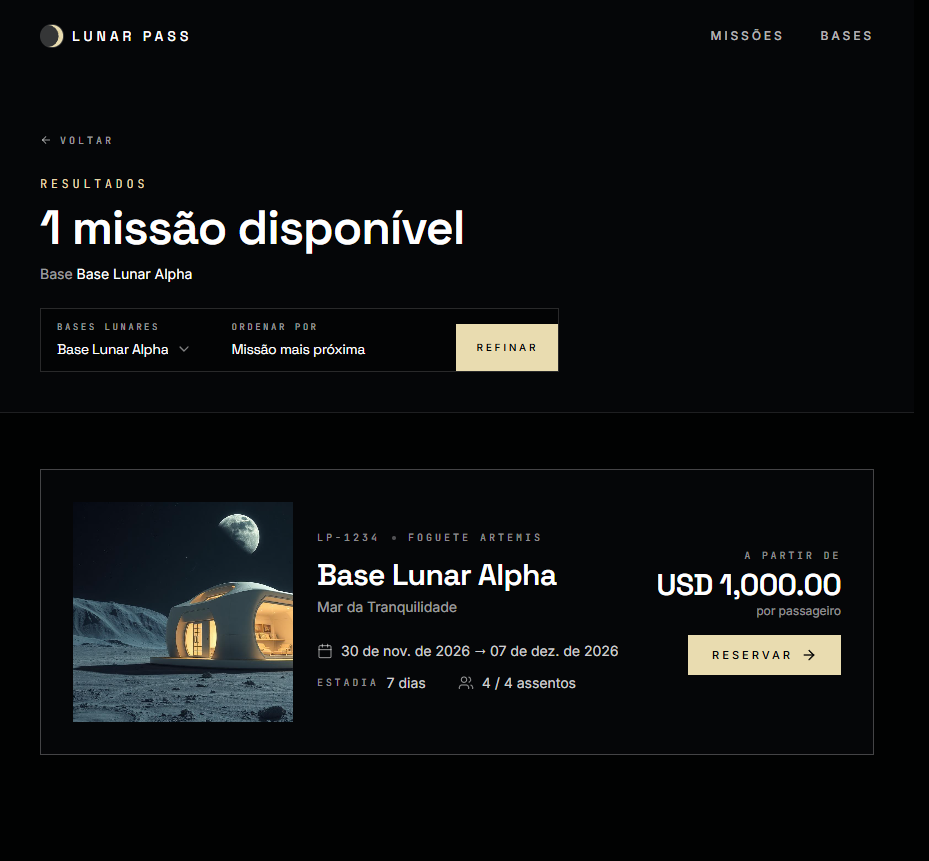 LUNAR PASS
MISSÕES BASES
← VOLTAR
RESULTADOS
1 missão disponível
Base Base Lunar Alpha
BASES LUNARES
Base Lunar Alpha
ORDENAR POR
Missão mais próxima
REFINAR
LP-1234 • FOGUETE ARTEMIS
Base Lunar Alpha
Mar da Tranquilidade
30 de nov. de 2026 → 07 de dez. de 2026
ESTADIA 7 dias 4 / 4 assentos
A PARTIR DE
USD 1,000.00
por passageiro
RESERVAR →